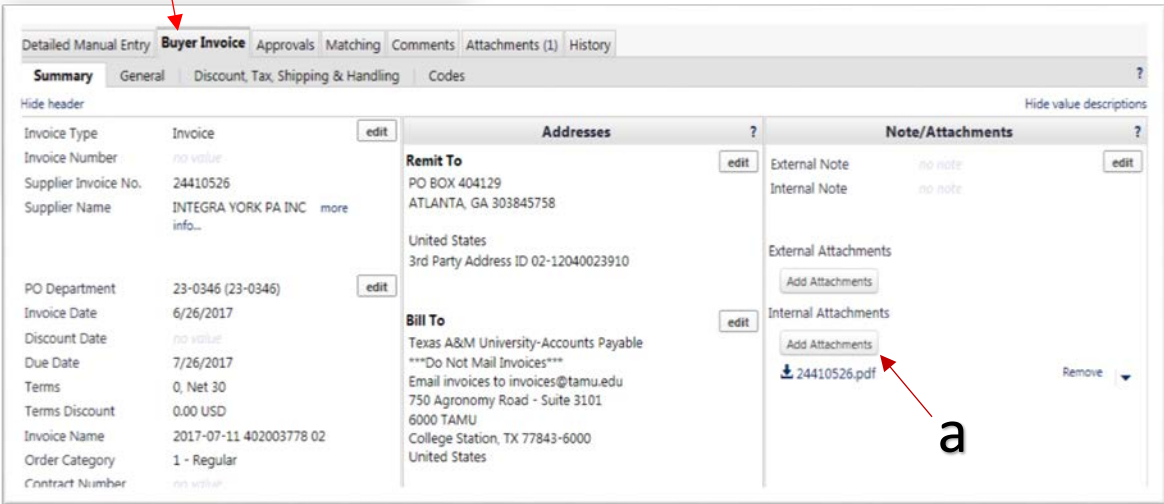 Detailed Manual Entry Buyer Invoice Approvals Matching Comments Attachments (1) History
Summary General Discount, Tax, Shipping & Handling Codes ?
Hide header Hide value descriptions
Invoice Type Invoice edit
Invoice Number no value
Supplier Invoice No. 24410526
Supplier Name INTEGRA YORK PA INC more
info...
PO Department 23-0346 (23-0346) edit
Invoice Date 6/26/2017
Discount Date no value
Due Date 7/26/2017
Terms 0, Net 30
Terms Discount 0.00 USD
Invoice Name 2017-07-11 402003778 02
Order Category 1 - Regular
Contract Number no value
Addresses ?
Remit To edit
PO BOX 404129
ATLANTA, GA 303845758
United States
3rd Party Address ID 02-12040023910
Bill To edit
Texas A&M University-Accounts Payable
***Do Not Mail Invoices***
Email invoices to invoices@tamu.edu
750 Agronomy Road - Suite 3101
6000 TAMU
College Station, TX 77843-6000
United States
Note/Attachments ?
External Note no note edit
Internal Note no note
External Attachments
Add Attachments
Internal Attachments
Add Attachments
24410526.pdf Remove
a